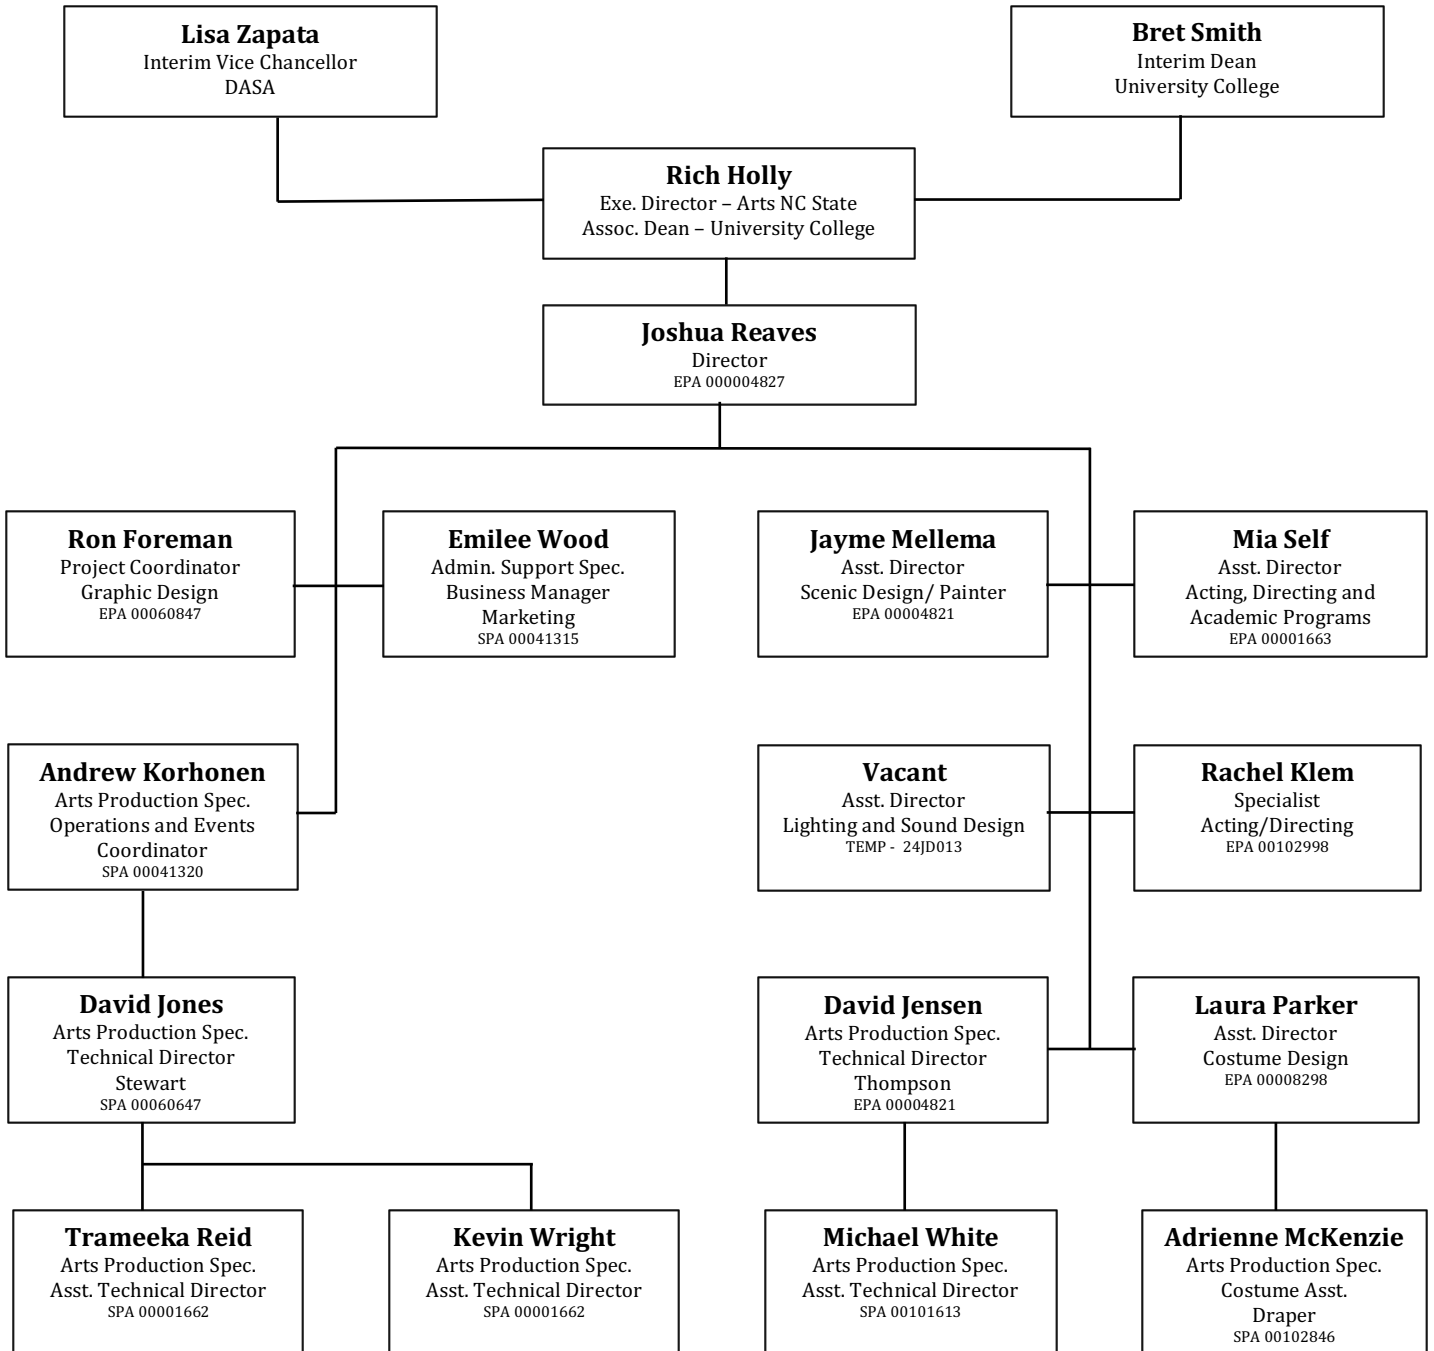 Lisa Zapata
Interim Vice Chancellor
DASA
Bret Smith
Interim Dean
University College
Rich Holly
Exe. Director – Arts NC State
Assoc. Dean – University College
Joshua Reaves
Director
EPA 000004827
Ron Foreman
Project Coordinator
Graphic Design
EPA 00060847
Emilee Wood
Admin. Support Spec.
Business Manager
Marketing
SPA 00041315
Jayme Mellema
Asst. Director
Scenic Design/ Painter
EPA 00004821
Mia Self
Asst. Director
Acting, Directing and
Academic Programs
EPA 00001663
Andrew Korhonen
Arts Production Spec.
Operations and Events
Coordinator
SPA 00041320
Vacant
Asst. Director
Lighting and Sound Design
TEMP - 24JD013
Rachel Klem
Specialist
Acting/Directing
EPA 00102998
David Jones
Arts Production Spec.
Technical Director
Stewart
SPA 00060647
David Jensen
Arts Production Spec.
Technical Director
Thompson
EPA 00004821
Laura Parker
Asst. Director
Costume Design
EPA 00008298
Trameeka Reid
Arts Production Spec.
Asst. Technical Director
SPA 00001662
Kevin Wright
Arts Production Spec.
Asst. Technical Director
SPA 00001662
Michael White
Arts Production Spec.
Asst. Technical Director
SPA 00101613
Adrienne McKenzie
Arts Production Spec.
Costume Asst.
Draper
SPA 00102846